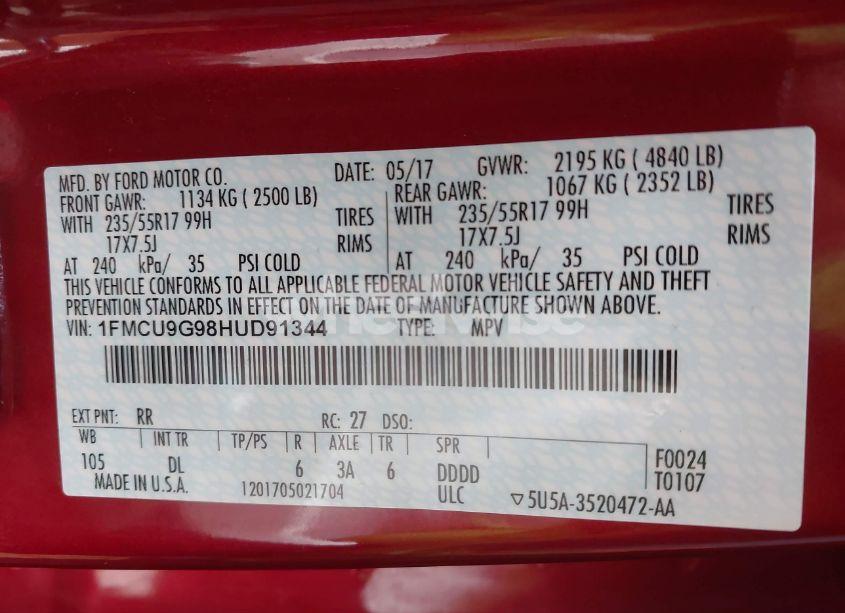 MFD. BY FORD MOTOR CO. DATE: 05/17 GVWR: 2195 KG ( 4840 LB)
FRONT GAWR: 1134 KG ( 2500 LB) REAR GAWR: 1067 KG ( 2352 LB)
WITH 235/55R17 99H TIRES WITH 235/55R17 99H TIRES
17X7.5J RIMS 17X7.5J RIMS
AT 240 kPa/ 35 PSI COLD AT 240 kPa/ 35 PSI COLD
THIS VEHICLE CONFORMS TO ALL APPLICABLE FEDERAL MOTOR VEHICLE SAFETY AND THEFT
PREVENTION STANDARDS IN EFFECT ON THE DATE OF MANUFACTURE SHOWN ABOVE.
VIN: 1FMCU9G98HUD91344 TYPE: MPV
EXT PNT: RR RC: 27 DSO:
WB INT TR TP/PS R AXLE TR SPR
105 DL 6 3A 6 DDDD F0024
MADE IN U.S.A. 1201705021704 ULC T0107
▽5U5A-3520472-AA